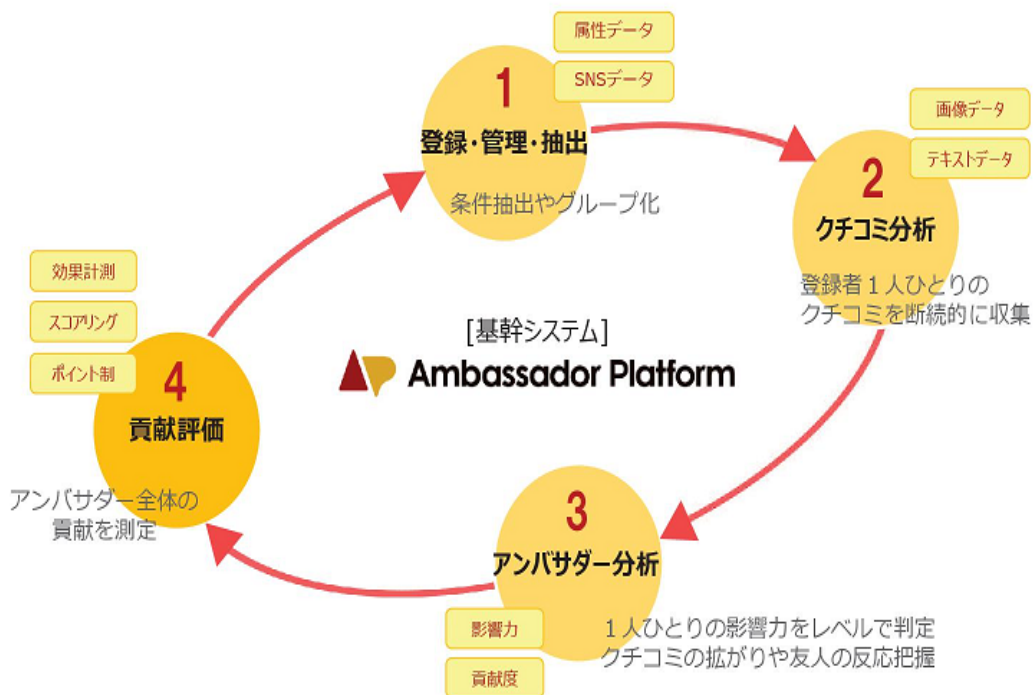 属性データ
SNSデータ
1
登録・管理・抽出
条件抽出やグループ化
画像データ
テキストデータ
2
クチコミ分析
登録者1人ひとりの
クチコミを断続的に収集
[基幹システム]
AP Ambassador Platform
3
アンバサダー分析
影響力
貢献度
1人ひとりの影響力をレベルで判定
クチコミの拡がりや友人の反応把握
効果計測
スコアリング
ポイント制
4
貢献評価
アンバサダー全体の
貢献を測定